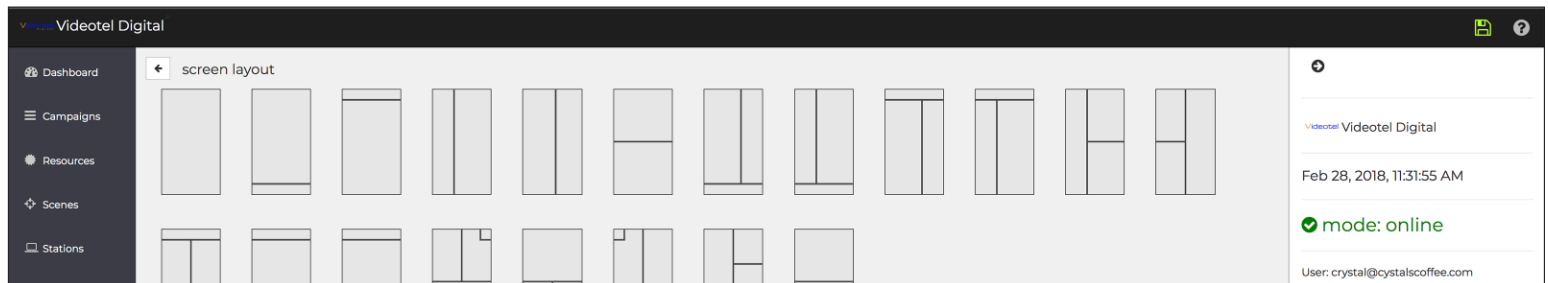 Videotel Digital
Dashboard
Campaigns
Resources
Scenes
Stations
screen layout
Videotel Videotel Digital
Feb 28, 2018, 11:31:55 AM
mode: online
User: crystal@cystalscoffee.com